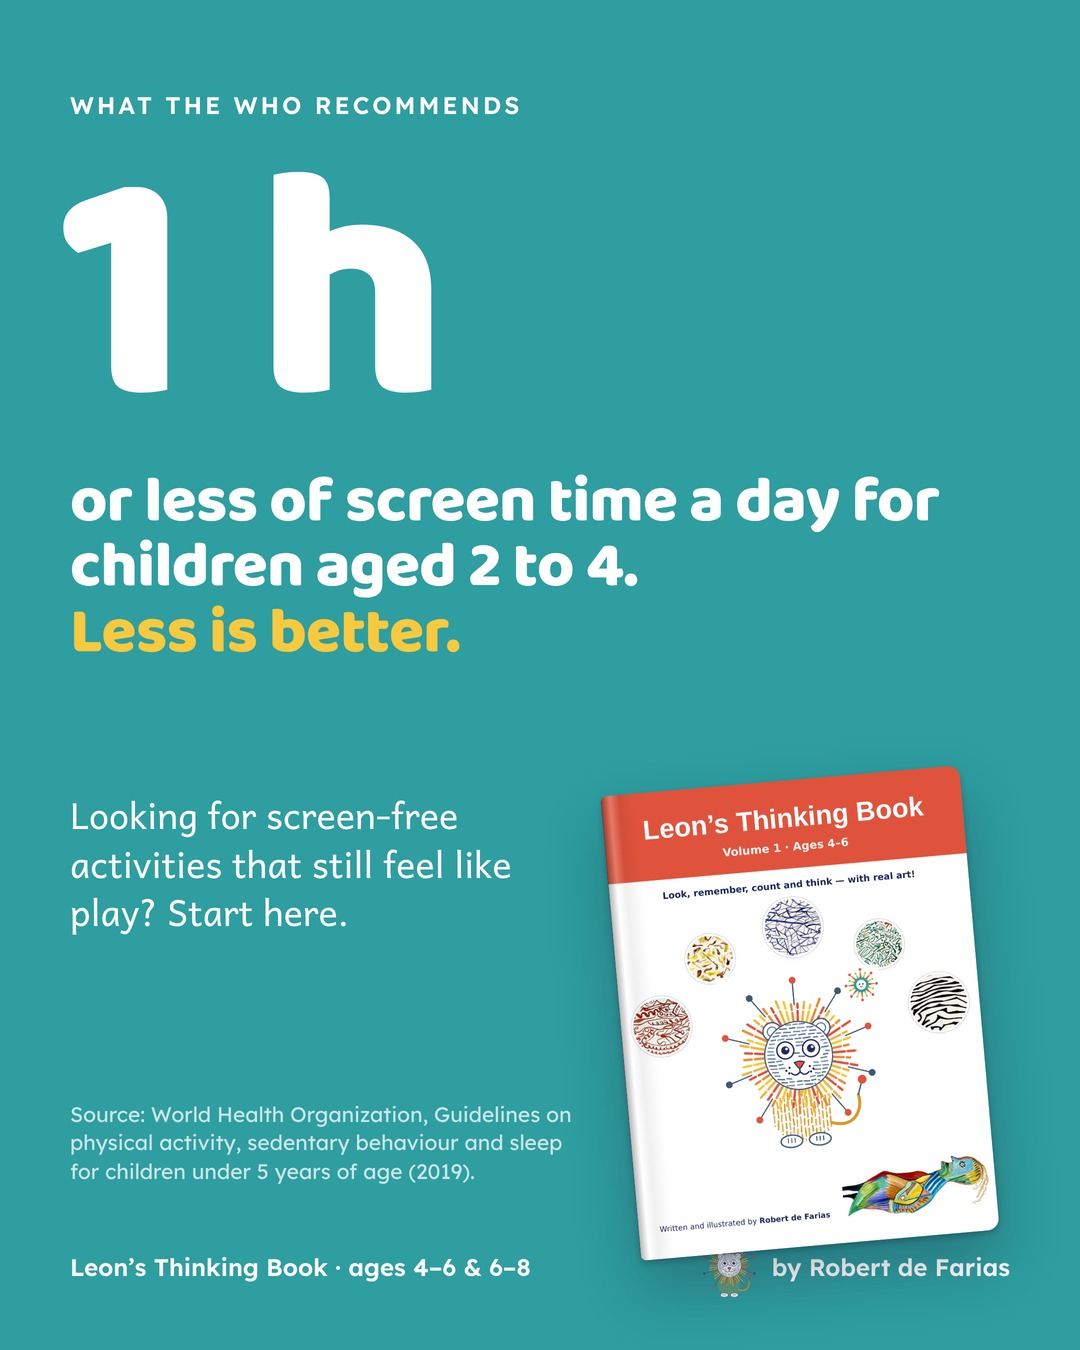 WHAT THE WHO RECOMMENDS
1 h
or less of screen time a day for
children aged 2 to 4.
Less is better.
Looking for screen-free
activities that still feel like
play? Start here.
Leon’s Thinking Book
Volume 1 · Ages 4–6
Look, remember, count and think — with real art!
Written and illustrated by Robert de Farias
Source: World Health Organization, Guidelines on
physical activity, sedentary behaviour and sleep
for children under 5 years of age (2019).
Leon’s Thinking Book · ages 4–6 & 6–8
by Robert de Farias